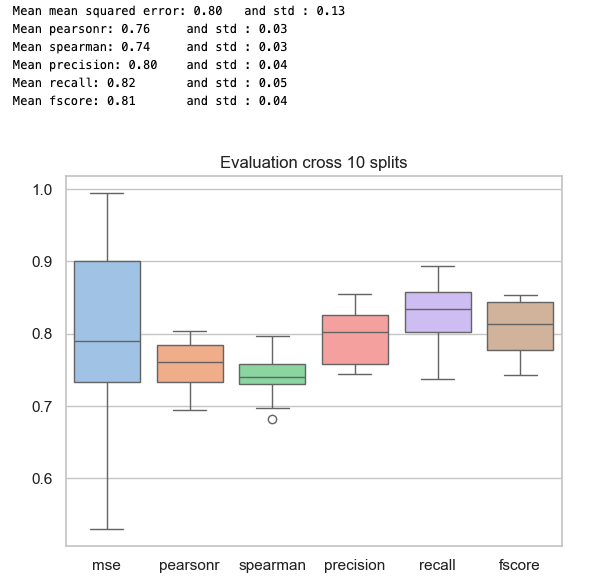 Mean mean squared error: 0.80 and std : 0.13
Mean pearsonr: 0.76 and std : 0.03
Mean spearman: 0.74 and std : 0.03
Mean precision: 0.80 and std : 0.04
Mean recall: 0.82 and std : 0.05
Mean fscore: 0.81 and std : 0.04
Evaluation cross 10 splits
1.0
0.9
0.8
0.7
0.6
mse pearsonr spearman precision recall fscore